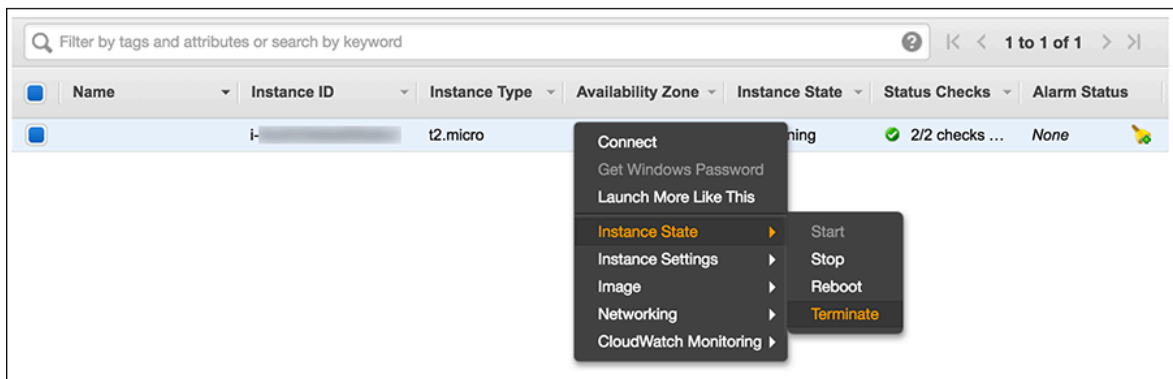 Filter by tags and attributes or search by keyword 1 to 1 of 1
Name Instance ID Instance Type Availability Zone Instance State Status Checks Alarm Status
i- t2.micro ning 2/2 checks ... None
Connect
Get Windows Password
Launch More Like This
Instance State Start
Instance Settings Stop
Image Reboot
Networking Terminate
CloudWatch Monitoring